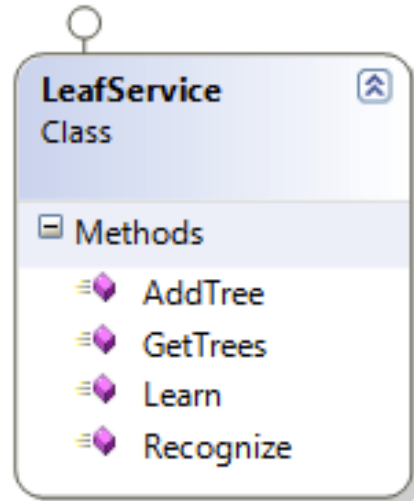 LeafService
Class
Methods
AddTree
GetTrees
Learn
Recognize